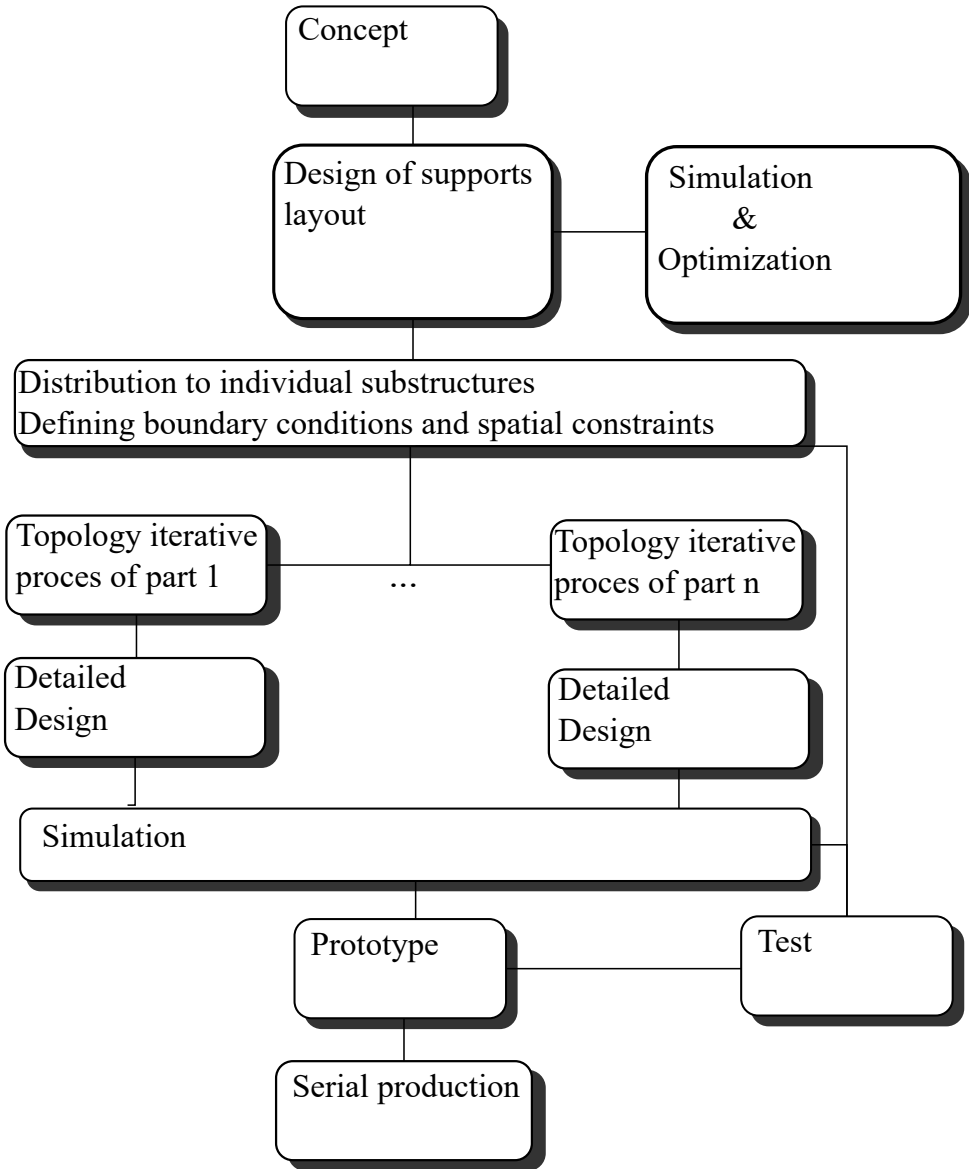 Concept
Design of supports
layout
Simulation
&
Optimization
Distribution to individual substructures
Defining boundary conditions and spatial constraints
Topology iterative
proces of part 1
...
Topology iterative
proces of part n
Detailed
Design
Detailed
Design
Simulation
Prototype
Test
Serial production